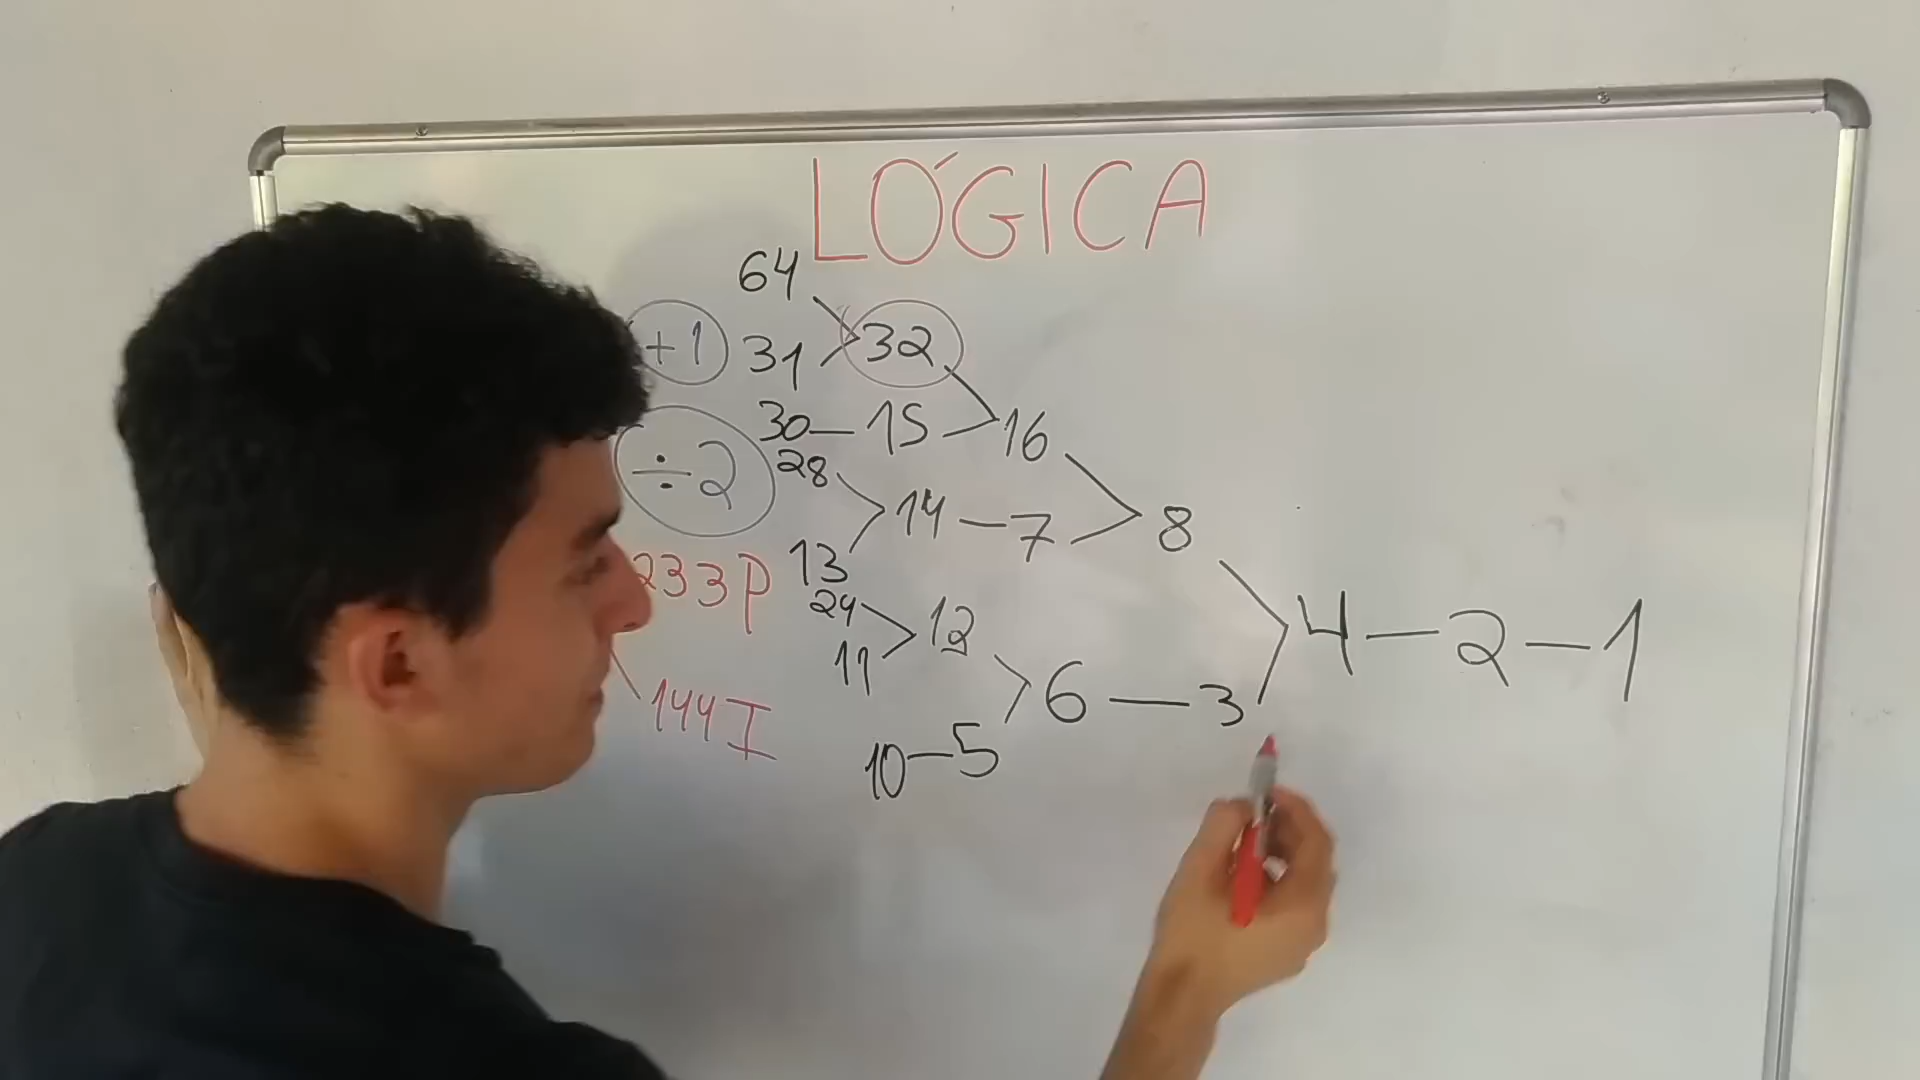 LÓGICA
64
+1 31 32
30 — 15 16
÷2 28
14 — 7 8
233P 13
24 12 4 — 2 — 1
11
144I 6 — 3
10 — 5